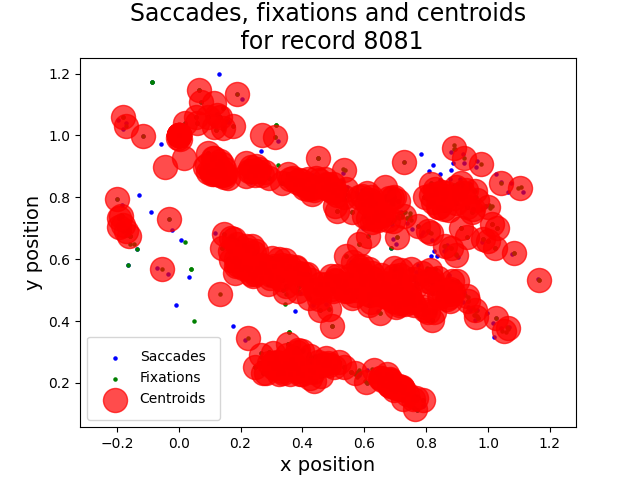 Saccades, fixations and centroids
for record 8081
1.2
1.0
0.8
0.6
0.4
0.2
y position
Saccades
Fixations
Centroids
−0.2
0.0
0.2
0.4
0.6
0.8
1.0
1.2
x position